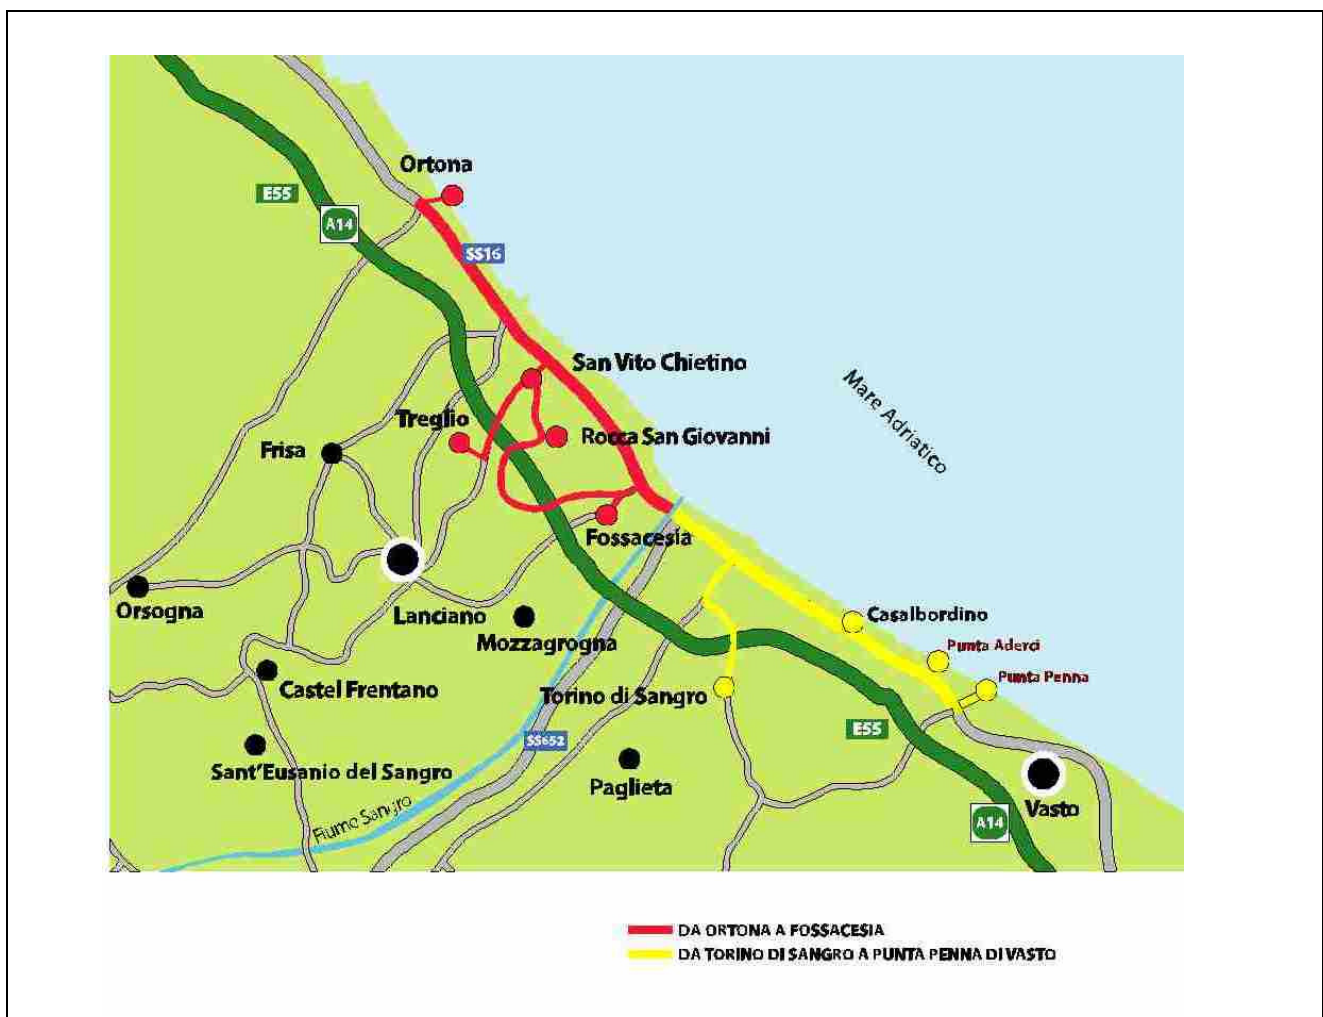 Ortona
E55
A14
SS16
San Vito Chietino
Mare Adriatico
Treglio
Rocca San Giovanni
Frisa
Fossacesia
Orsogna
Lanciano
Casalbordino
Mozzagrogna
Punta Aderci
Punta Penna
Castel Frentano
Torino di Sangro
E55
SS652
Sant'Eusanio del Sangro
Paglieta
Fiume Sangro
Vasto
A14
DA ORTONA A FOSSACESIA
DA TORINO DI SANGRO A PUNTA PENNA DI VASTO